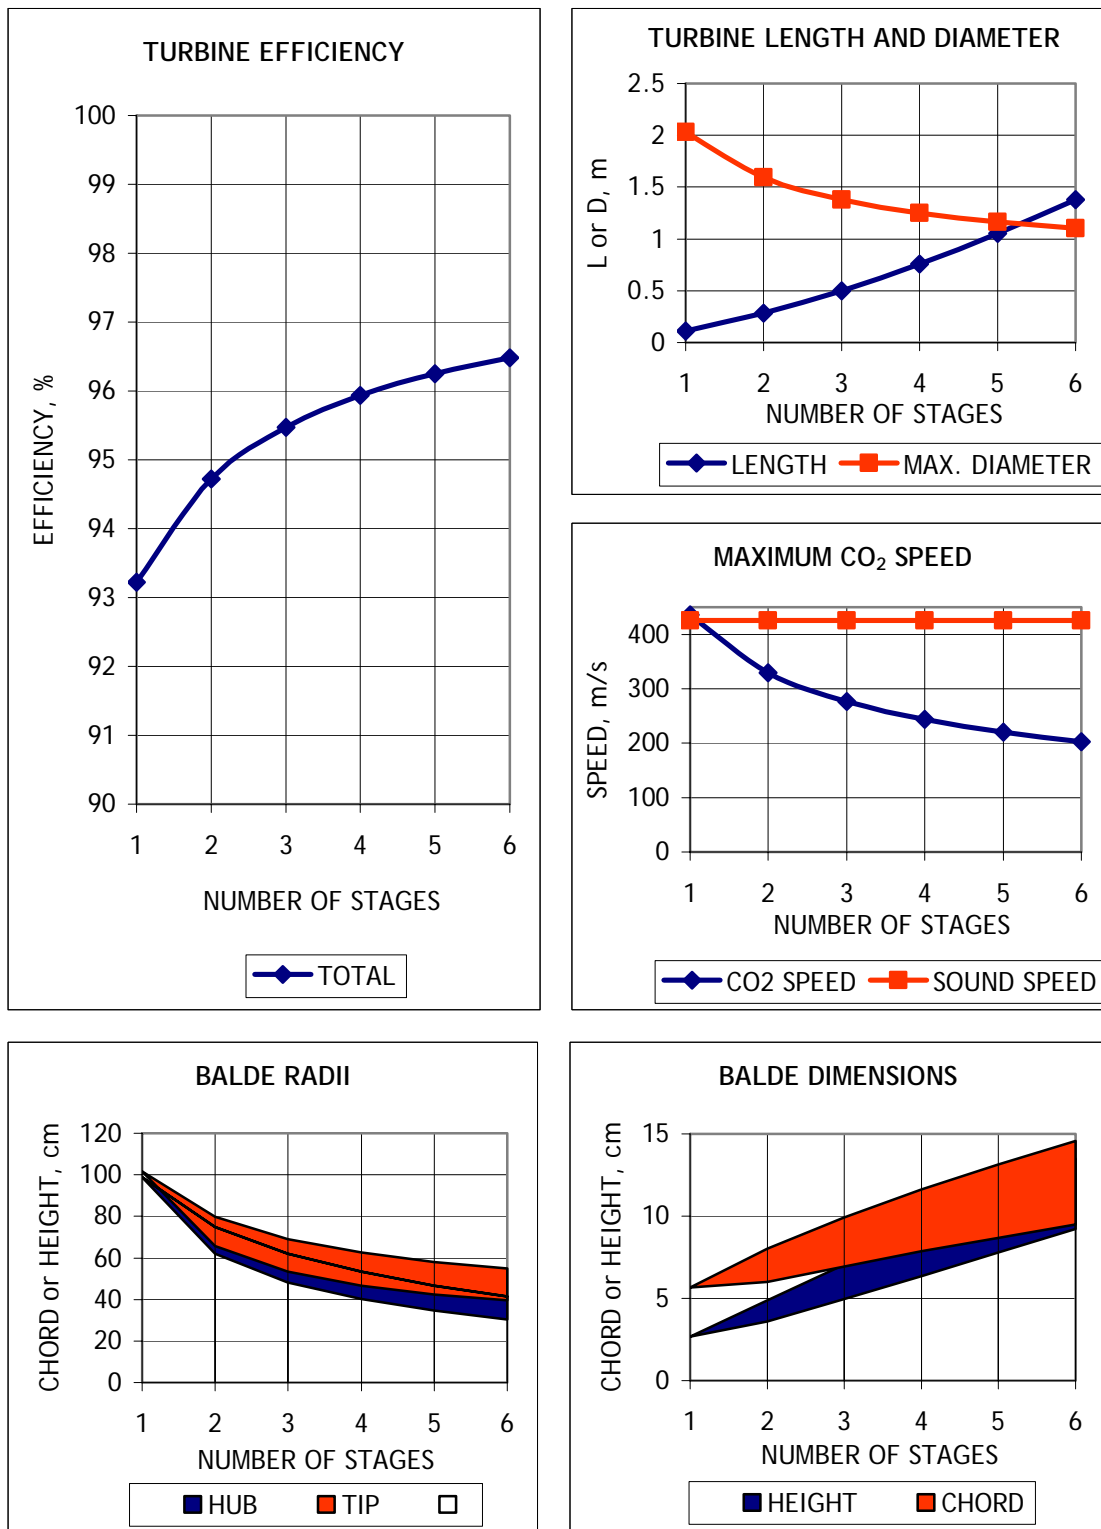 TURBINE EFFICIENCY
100
99
98
97
96
95
94
93
92
91
90
EFFICIENCY, %
1 2 3 4 5 6
NUMBER OF STAGES
TOTAL
TURBINE LENGTH AND DIAMETER
2.5
2
1.5
1
0.5
0
L or D, m
1 2 3 4 5 6
NUMBER OF STAGES
LENGTH MAX. DIAMETER
MAXIMUM CO₂ SPEED
400
300
200
100
0
SPEED, m/s
1 2 3 4 5 6
NUMBER OF STAGES
CO2 SPEED SOUND SPEED
BALDE RADII
120
100
80
60
40
20
0
CHORD or HEIGHT, cm
1 2 3 4 5 6
NUMBER OF STAGES
HUB TIP
BALDE DIMENSIONS
15
10
5
0
CHORD or HEIGHT, cm
1 2 3 4 5 6
NUMBER OF STAGES
HEIGHT CHORD